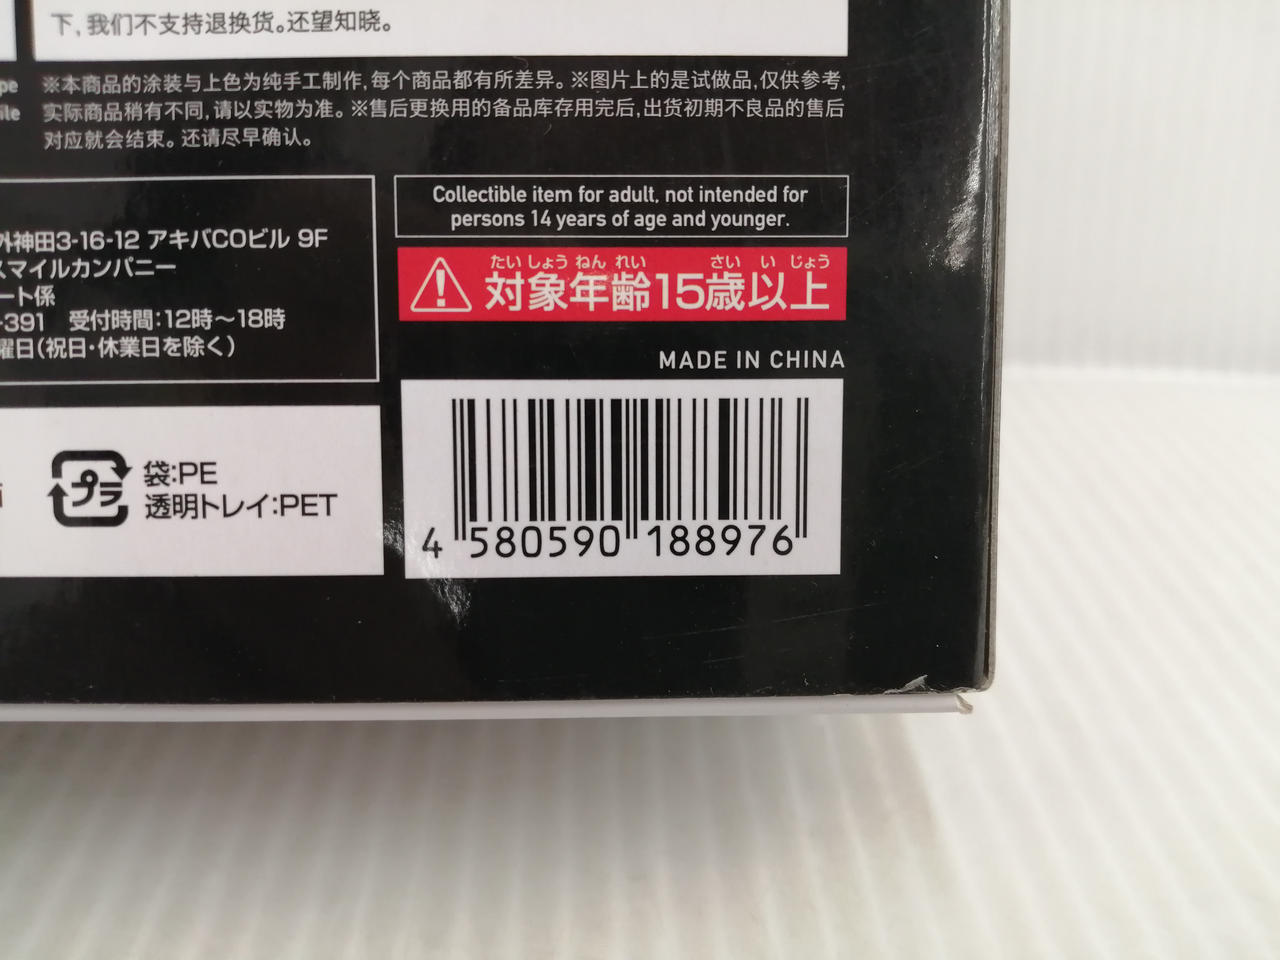 下，我们不支持退换货。还望知晓。
※本商品的涂装与上色为纯手工制作，每个商品都有所差异。※图片上的是试做品，仅供参考，
实际商品稍有不同，请以实物为准。※售后更换用的备品库存用完后，出货初期不良品的售后
对应就会结束。还请尽早确认。
外神田3-16-12 アキバCOビル 9F
スマイルカンパニー
ート係
-391 受付時間：12時～18時
曜日（祝日・休業日を除く）
Collectible item for adult, not intended for
persons 14 years of age and younger.
たいしょうねんれい さいいじょう
対象年齢15歳以上
MADE IN CHINA
プラ
袋：PE
透明トレイ：PET
4 580590 188976